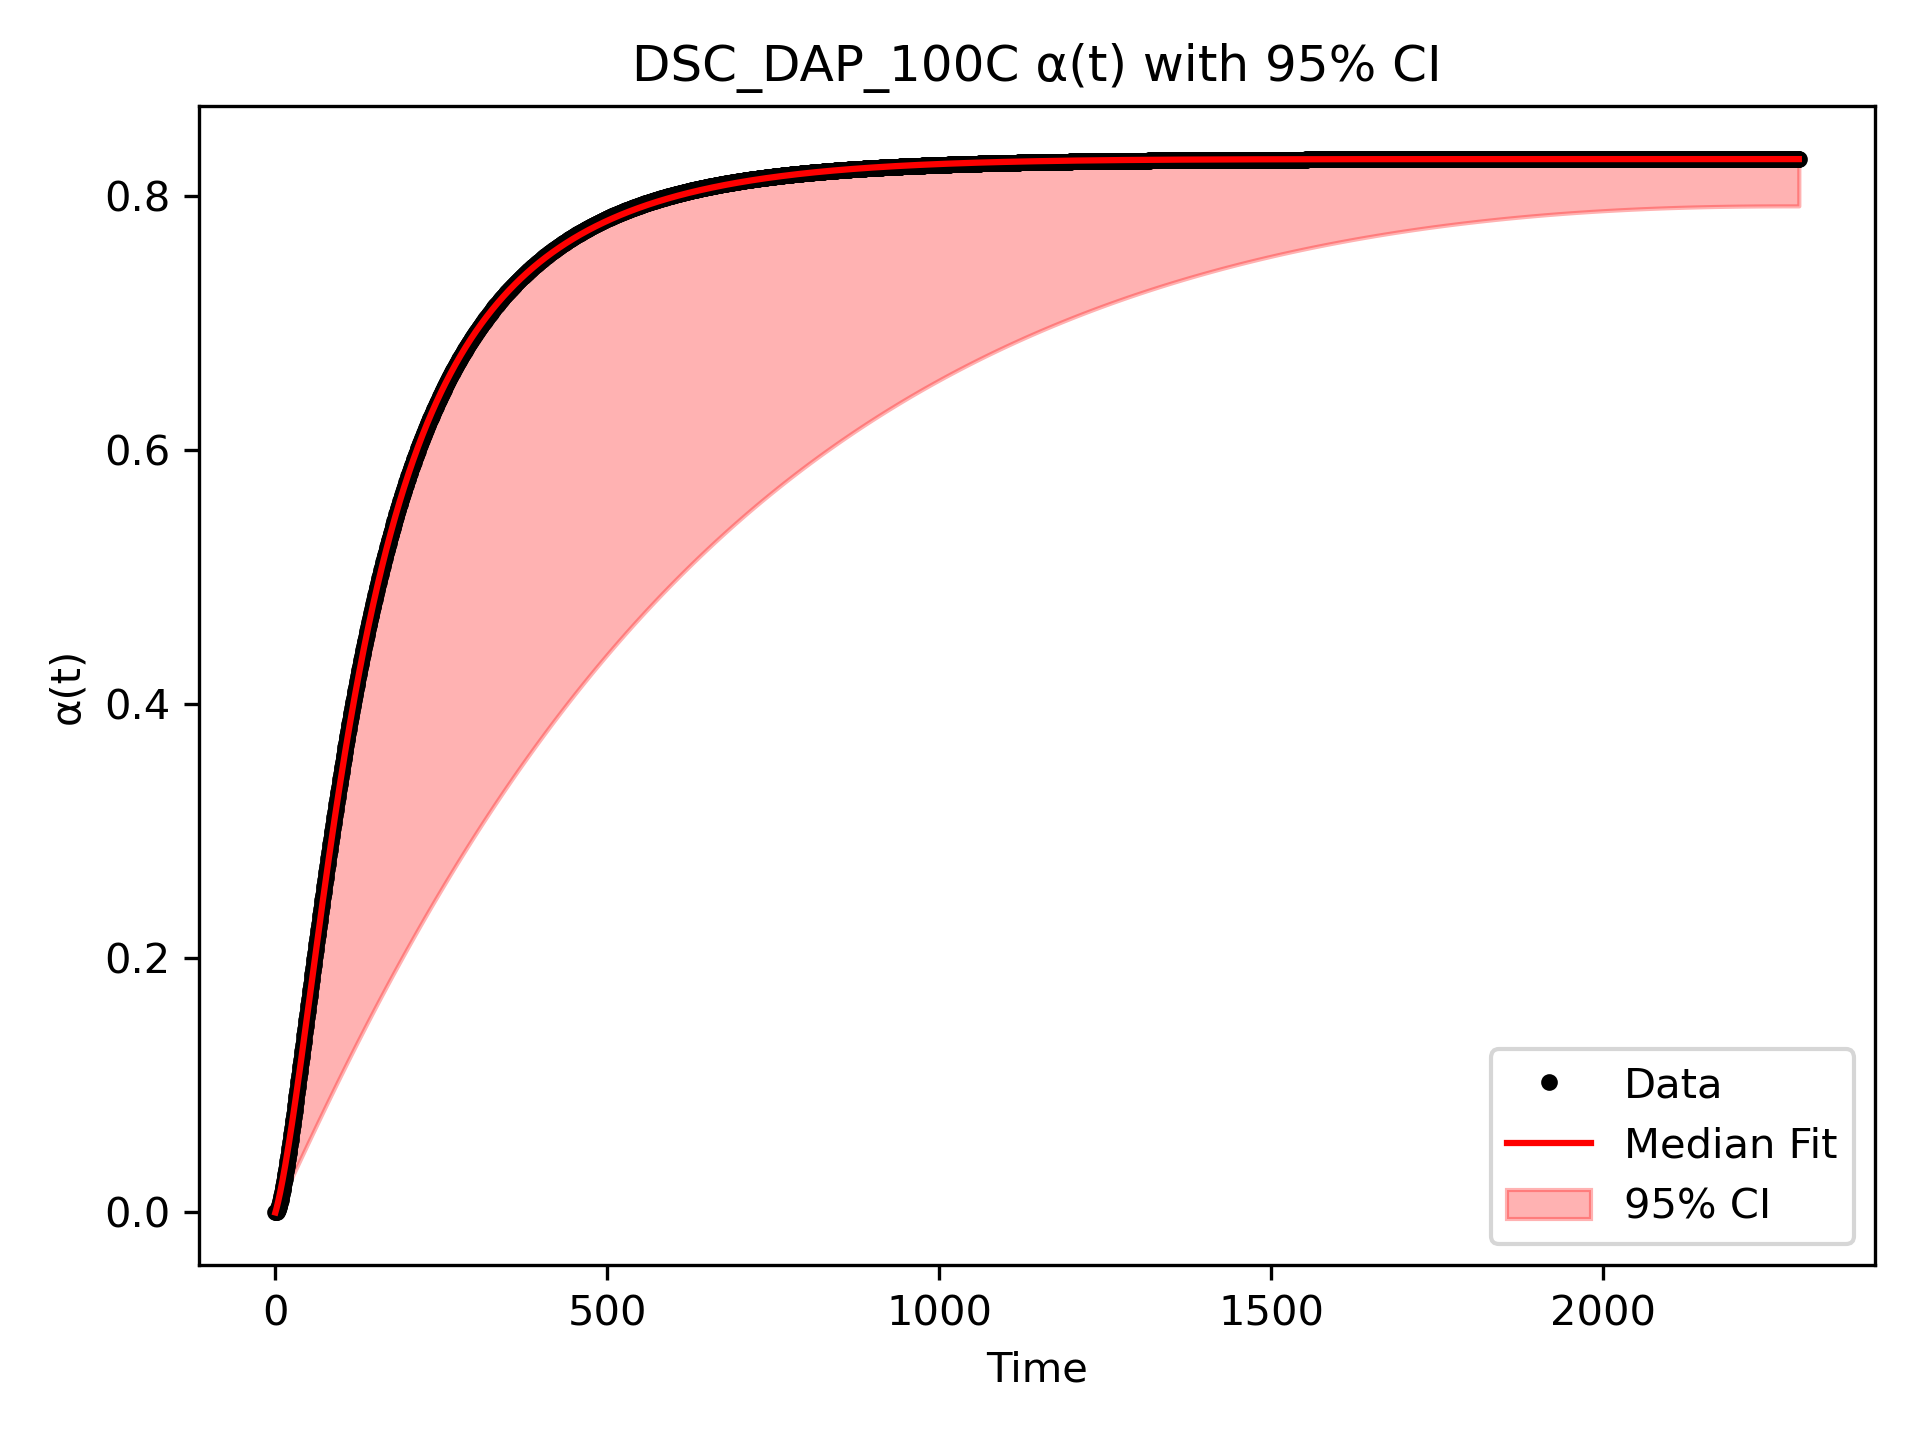 DSC_DAP_100C α(t) with 95% CI
α(t)
0.8
0.6
0.4
0.2
0.0
0 500 1000 1500 2000
Time
Data
Median Fit
95% CI